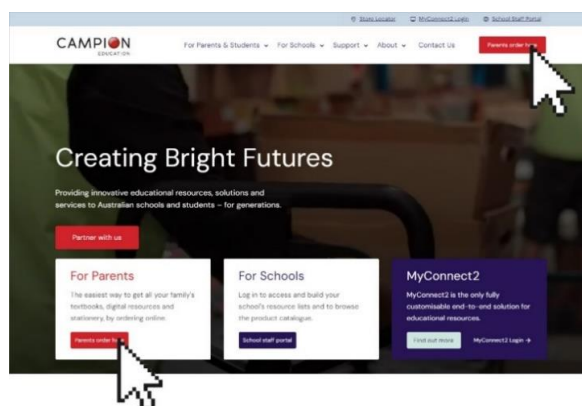 Store Locator MyConnect2 Login School Staff Portal
CAMPION
EDUCATION
For Parents & Students For Schools Support About Contact Us
Parents order
Creating Bright Futures
Providing innovative educational resources, solutions and
services to Australian schools and students – for generations.
Partner with us
For Parents
The easiest way to get all your family's
textbooks, digital resources and
stationery, by ordering online.
Parents order
For Schools
Log in to access and build your
school's resource lists and to browse
the product catalogue.
School staff portal
MyConnect2
MyConnect2 is the only fully
customisable end-to-end solution for
educational resources.
Find out more MyConnect2 Login →